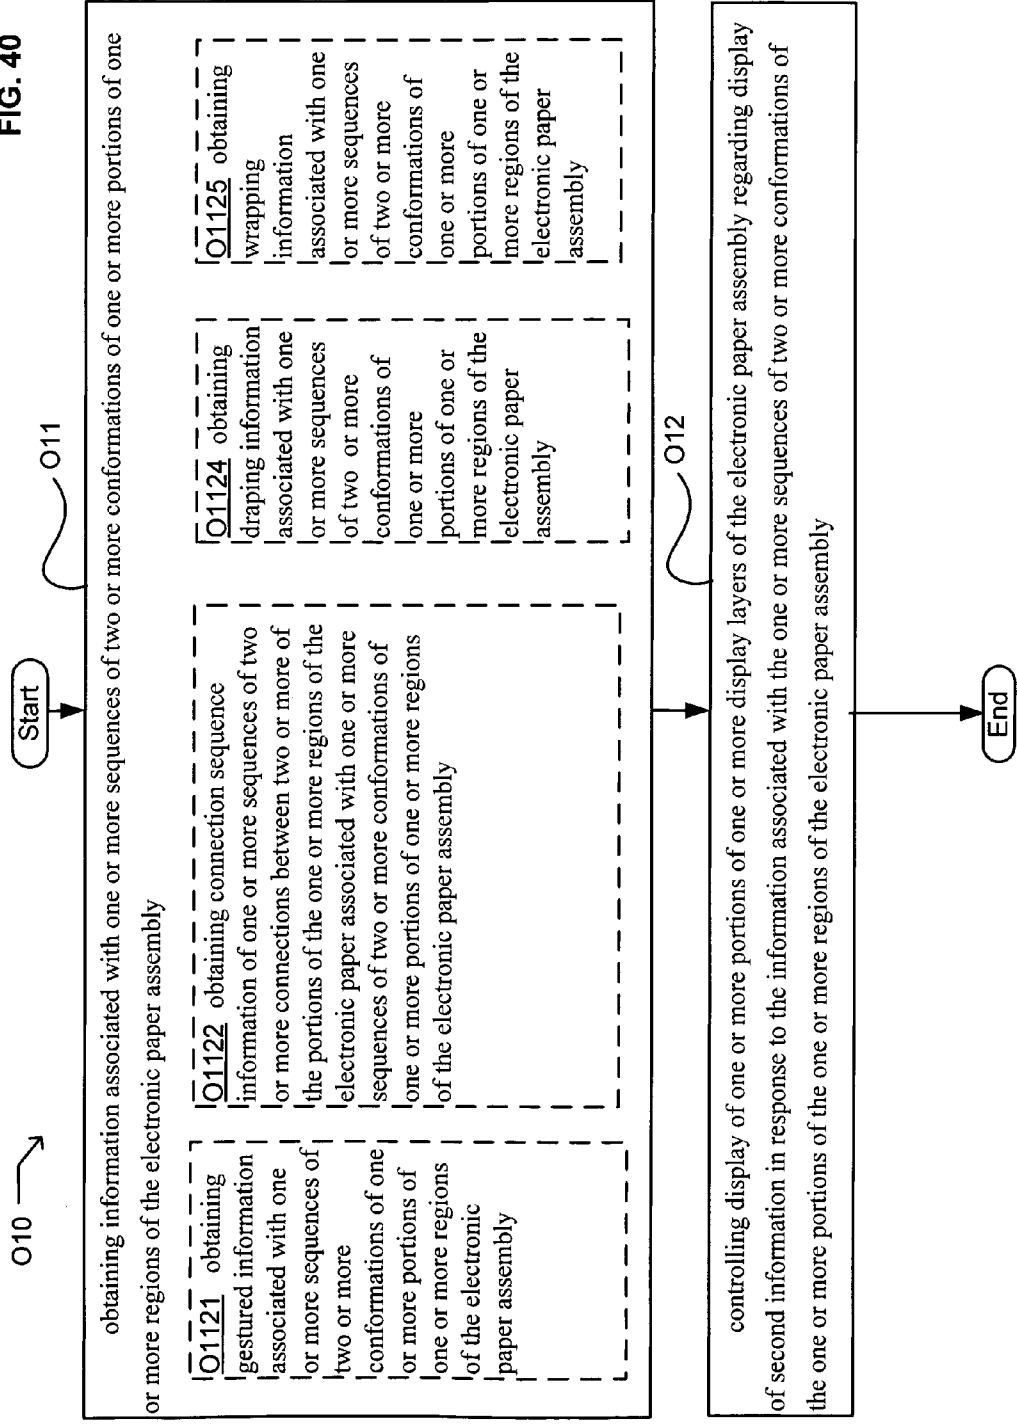 FIG. 40
O10
Start
O11
obtaining information associated with one or more sequences of two or more conformations of one or more portions of one
or more regions of the electronic paper assembly
O1121 obtaining
gestured information
associated with one
or more sequences of
two or more
conformations of one
or more portions of
one or more regions
of the electronic
paper assembly
O1122 obtaining connection sequence
information of one or more sequences of two
or more connections between two or more of
the portions of the one or more regions of the
electronic paper associated with one or more
sequences of two or more conformations of
one or more portions of one or more regions
of the electronic paper assembly
O1124 obtaining
draping information
associated with one
or more sequences
of two or more
conformations of
one or more
portions of one or
more regions of the
electronic paper
assembly
O1125 obtaining
wrapping
information
associated with one
or more sequences
of two or more
conformations of
one or more
portions of one or
more regions of the
electronic paper
assembly
O12
controlling display of one or more portions of one or more display layers of the electronic paper assembly regarding display
of second information in response to the information associated with the one or more sequences of two or more conformations of
the one or more portions of the one or more regions of the electronic paper assembly
End